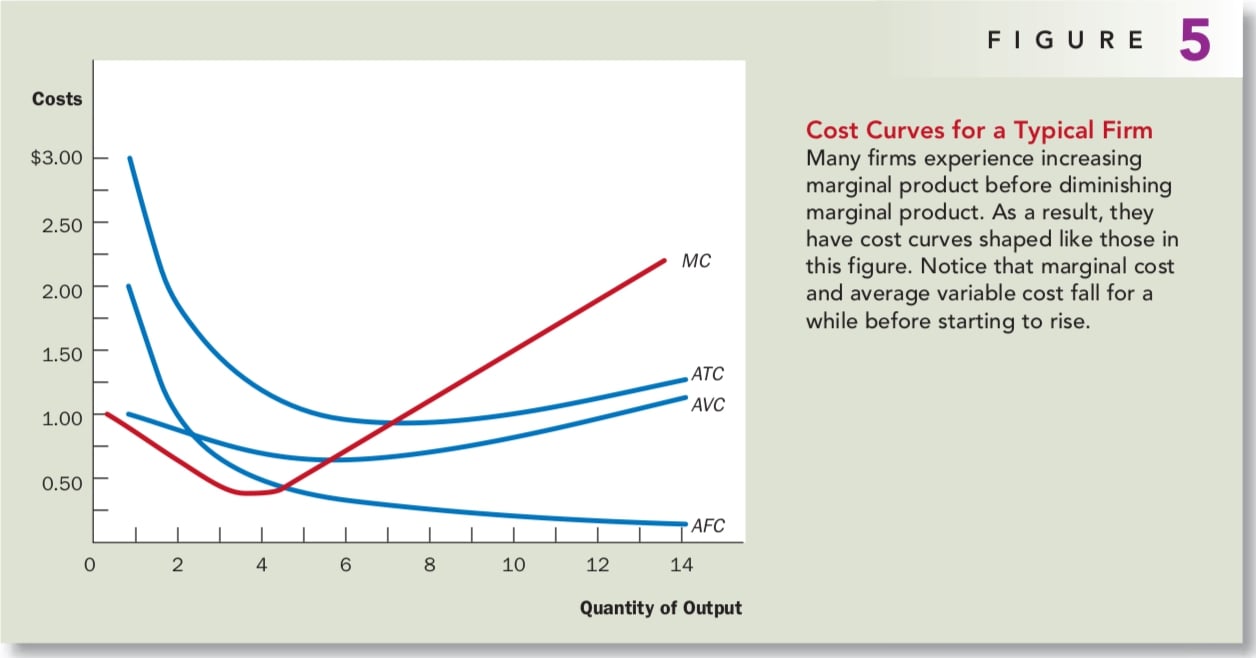 FIGURE 5
Costs
$3.00
2.50
2.00
1.50
1.00
0.50
0 2 4 6 8 10 12 14
Quantity of Output
MC
ATC
AVC
AFC
Cost Curves for a Typical Firm
Many firms experience increasing
marginal product before diminishing
marginal product. As a result, they
have cost curves shaped like those in
this figure. Notice that marginal cost
and average variable cost fall for a
while before starting to rise.